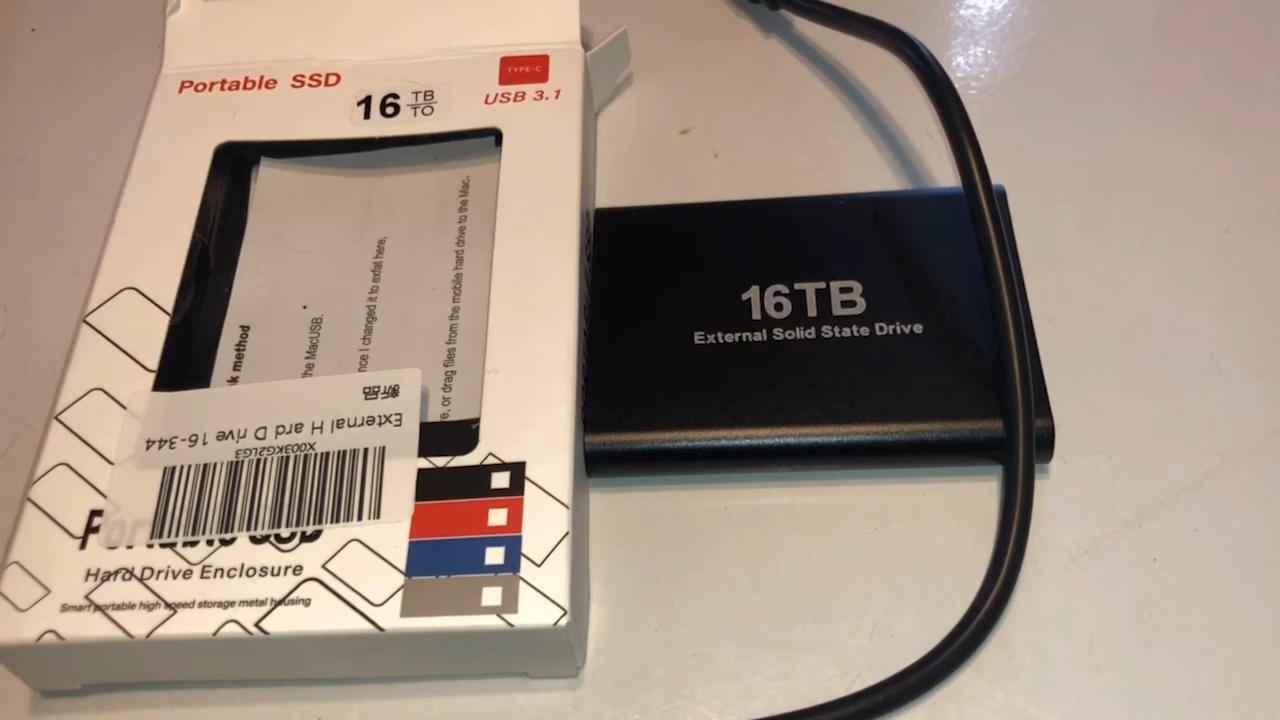 Portable SSD
16 TB
TO
TYPE-C
USB 3.1
k method
the MacUSB.
nce I changed it to exfat here,
e, or drag files from the mobile hard drive to the Mac.
新品
External H ard D rive 16-344
X003KG2LG3
Portable SSD
Hard Drive Enclosure
Smart portable high speed storage metal housing
16TB
External Solid State Drive